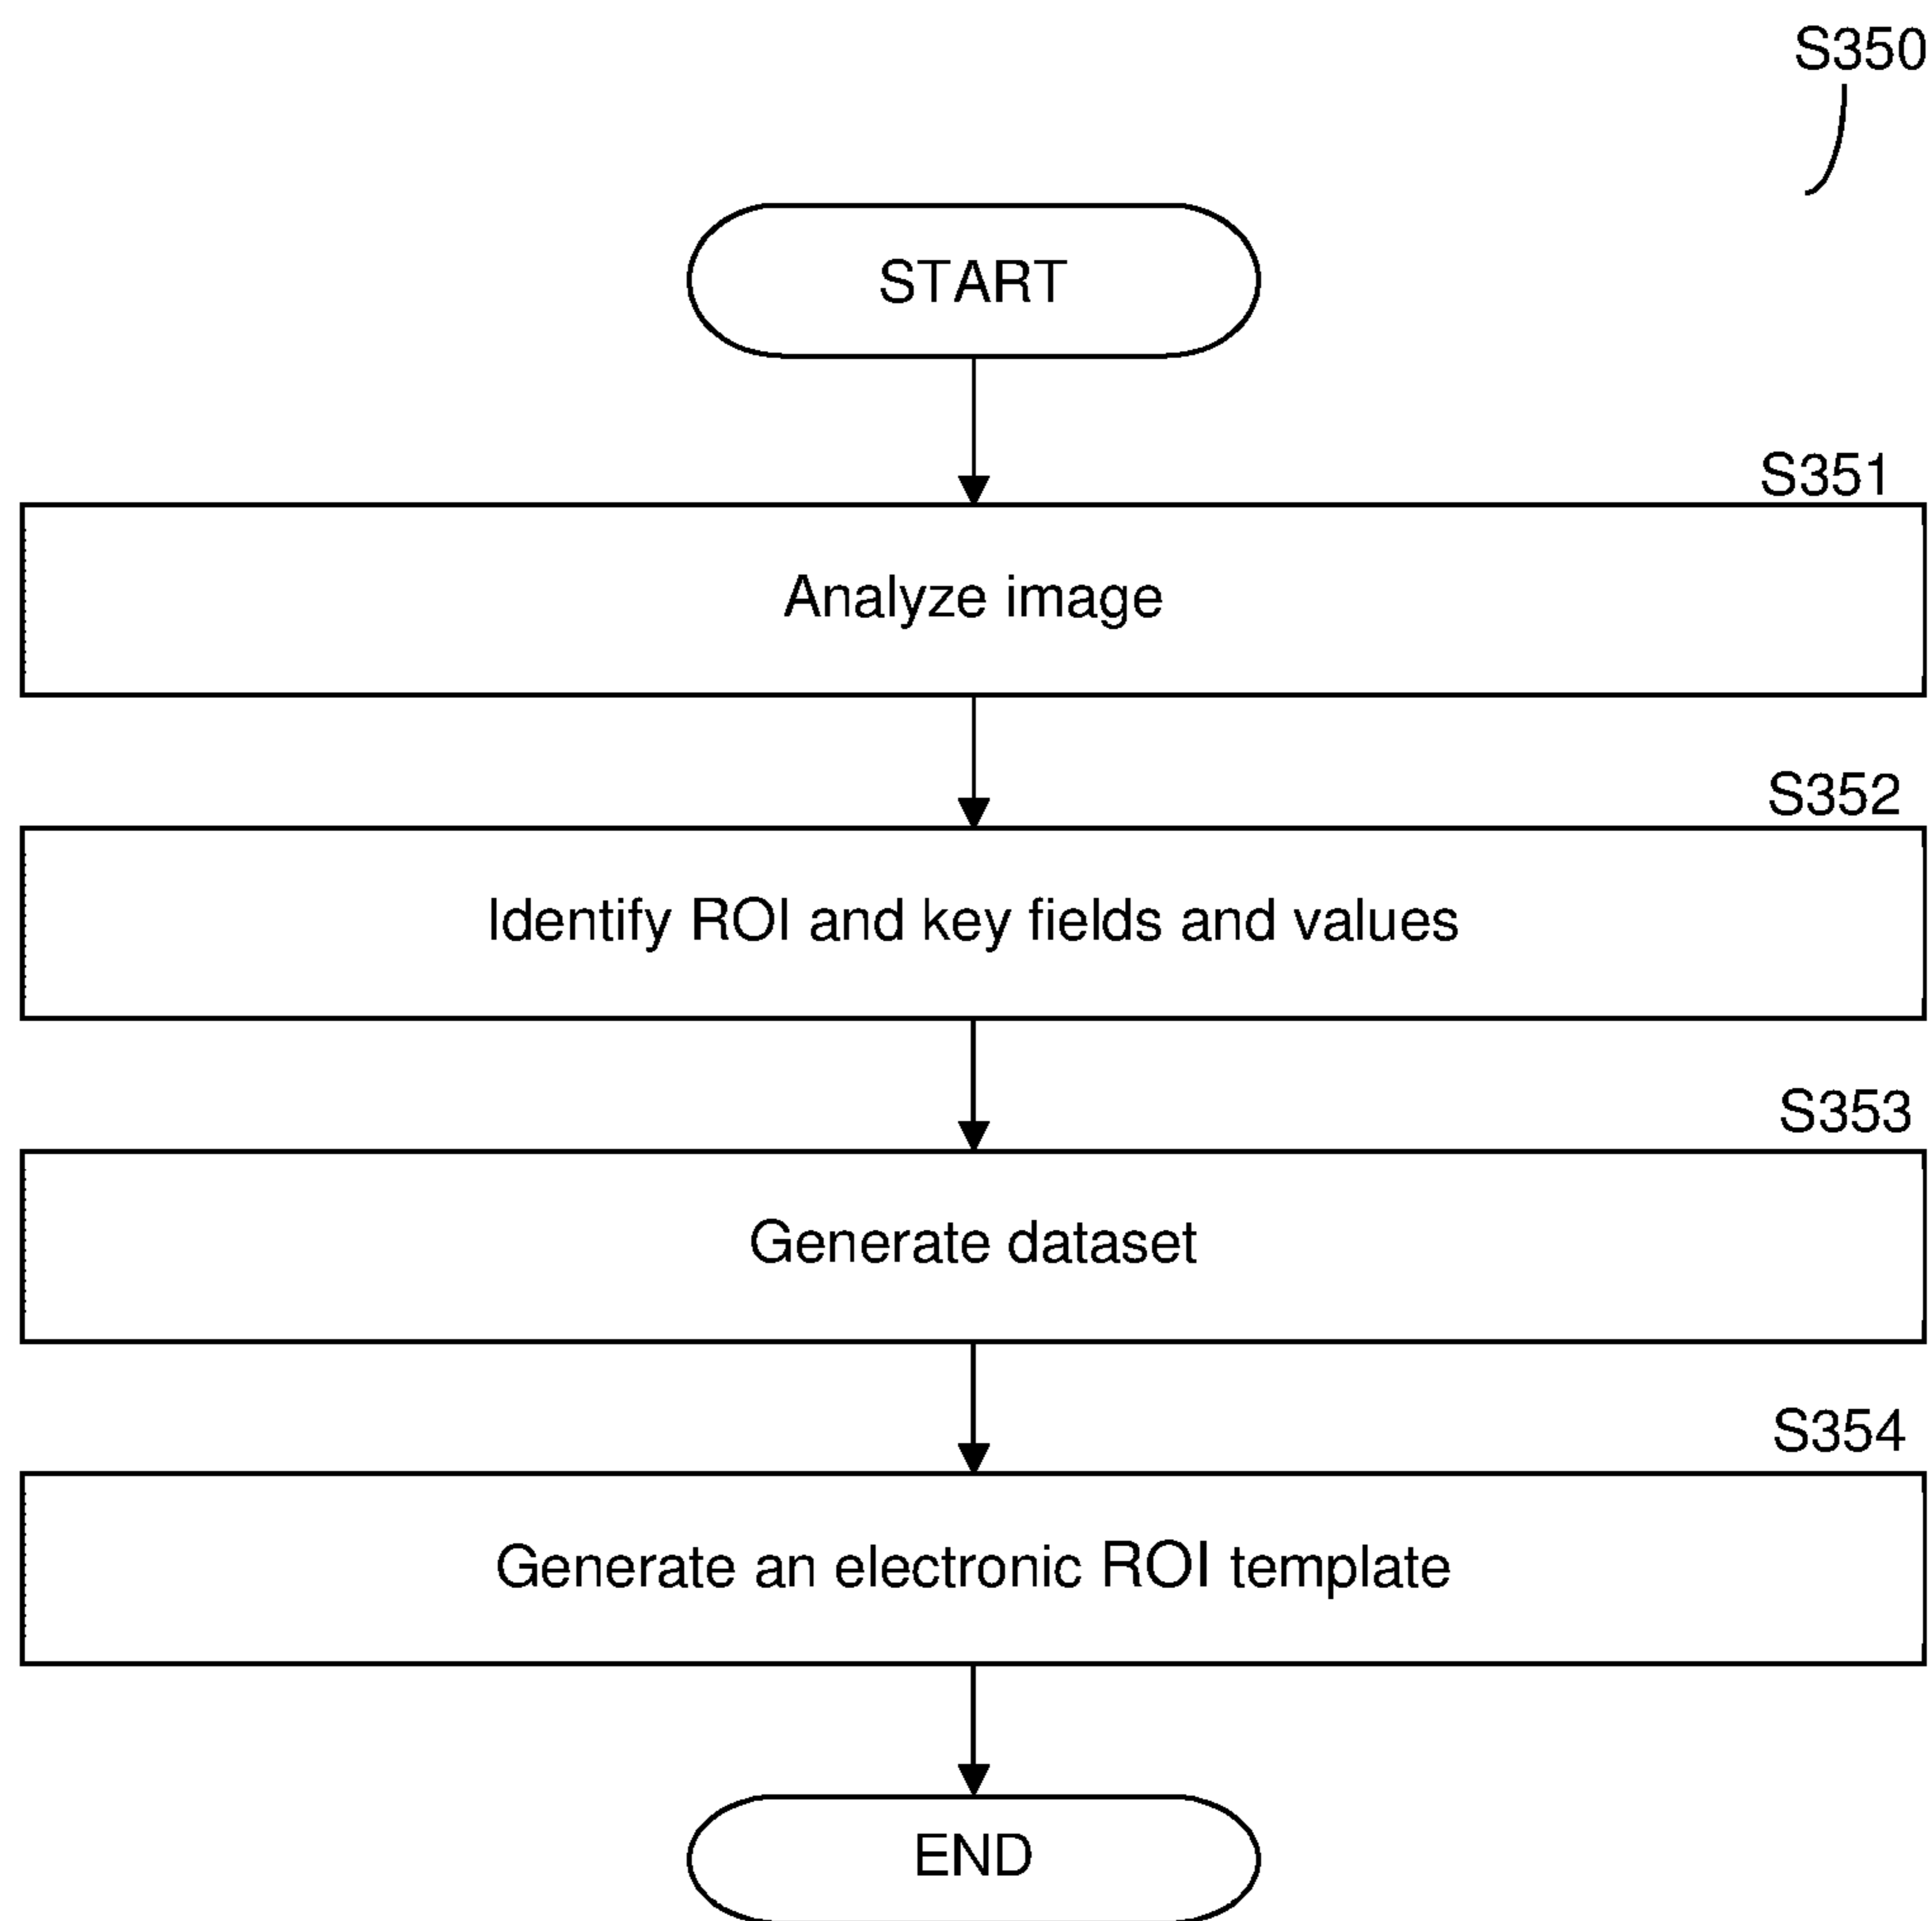 S350
START
S351
Analyze image
S352
Identify ROI and key fields and values
S353
Generate dataset
S354
Generate an electronic ROI template
END